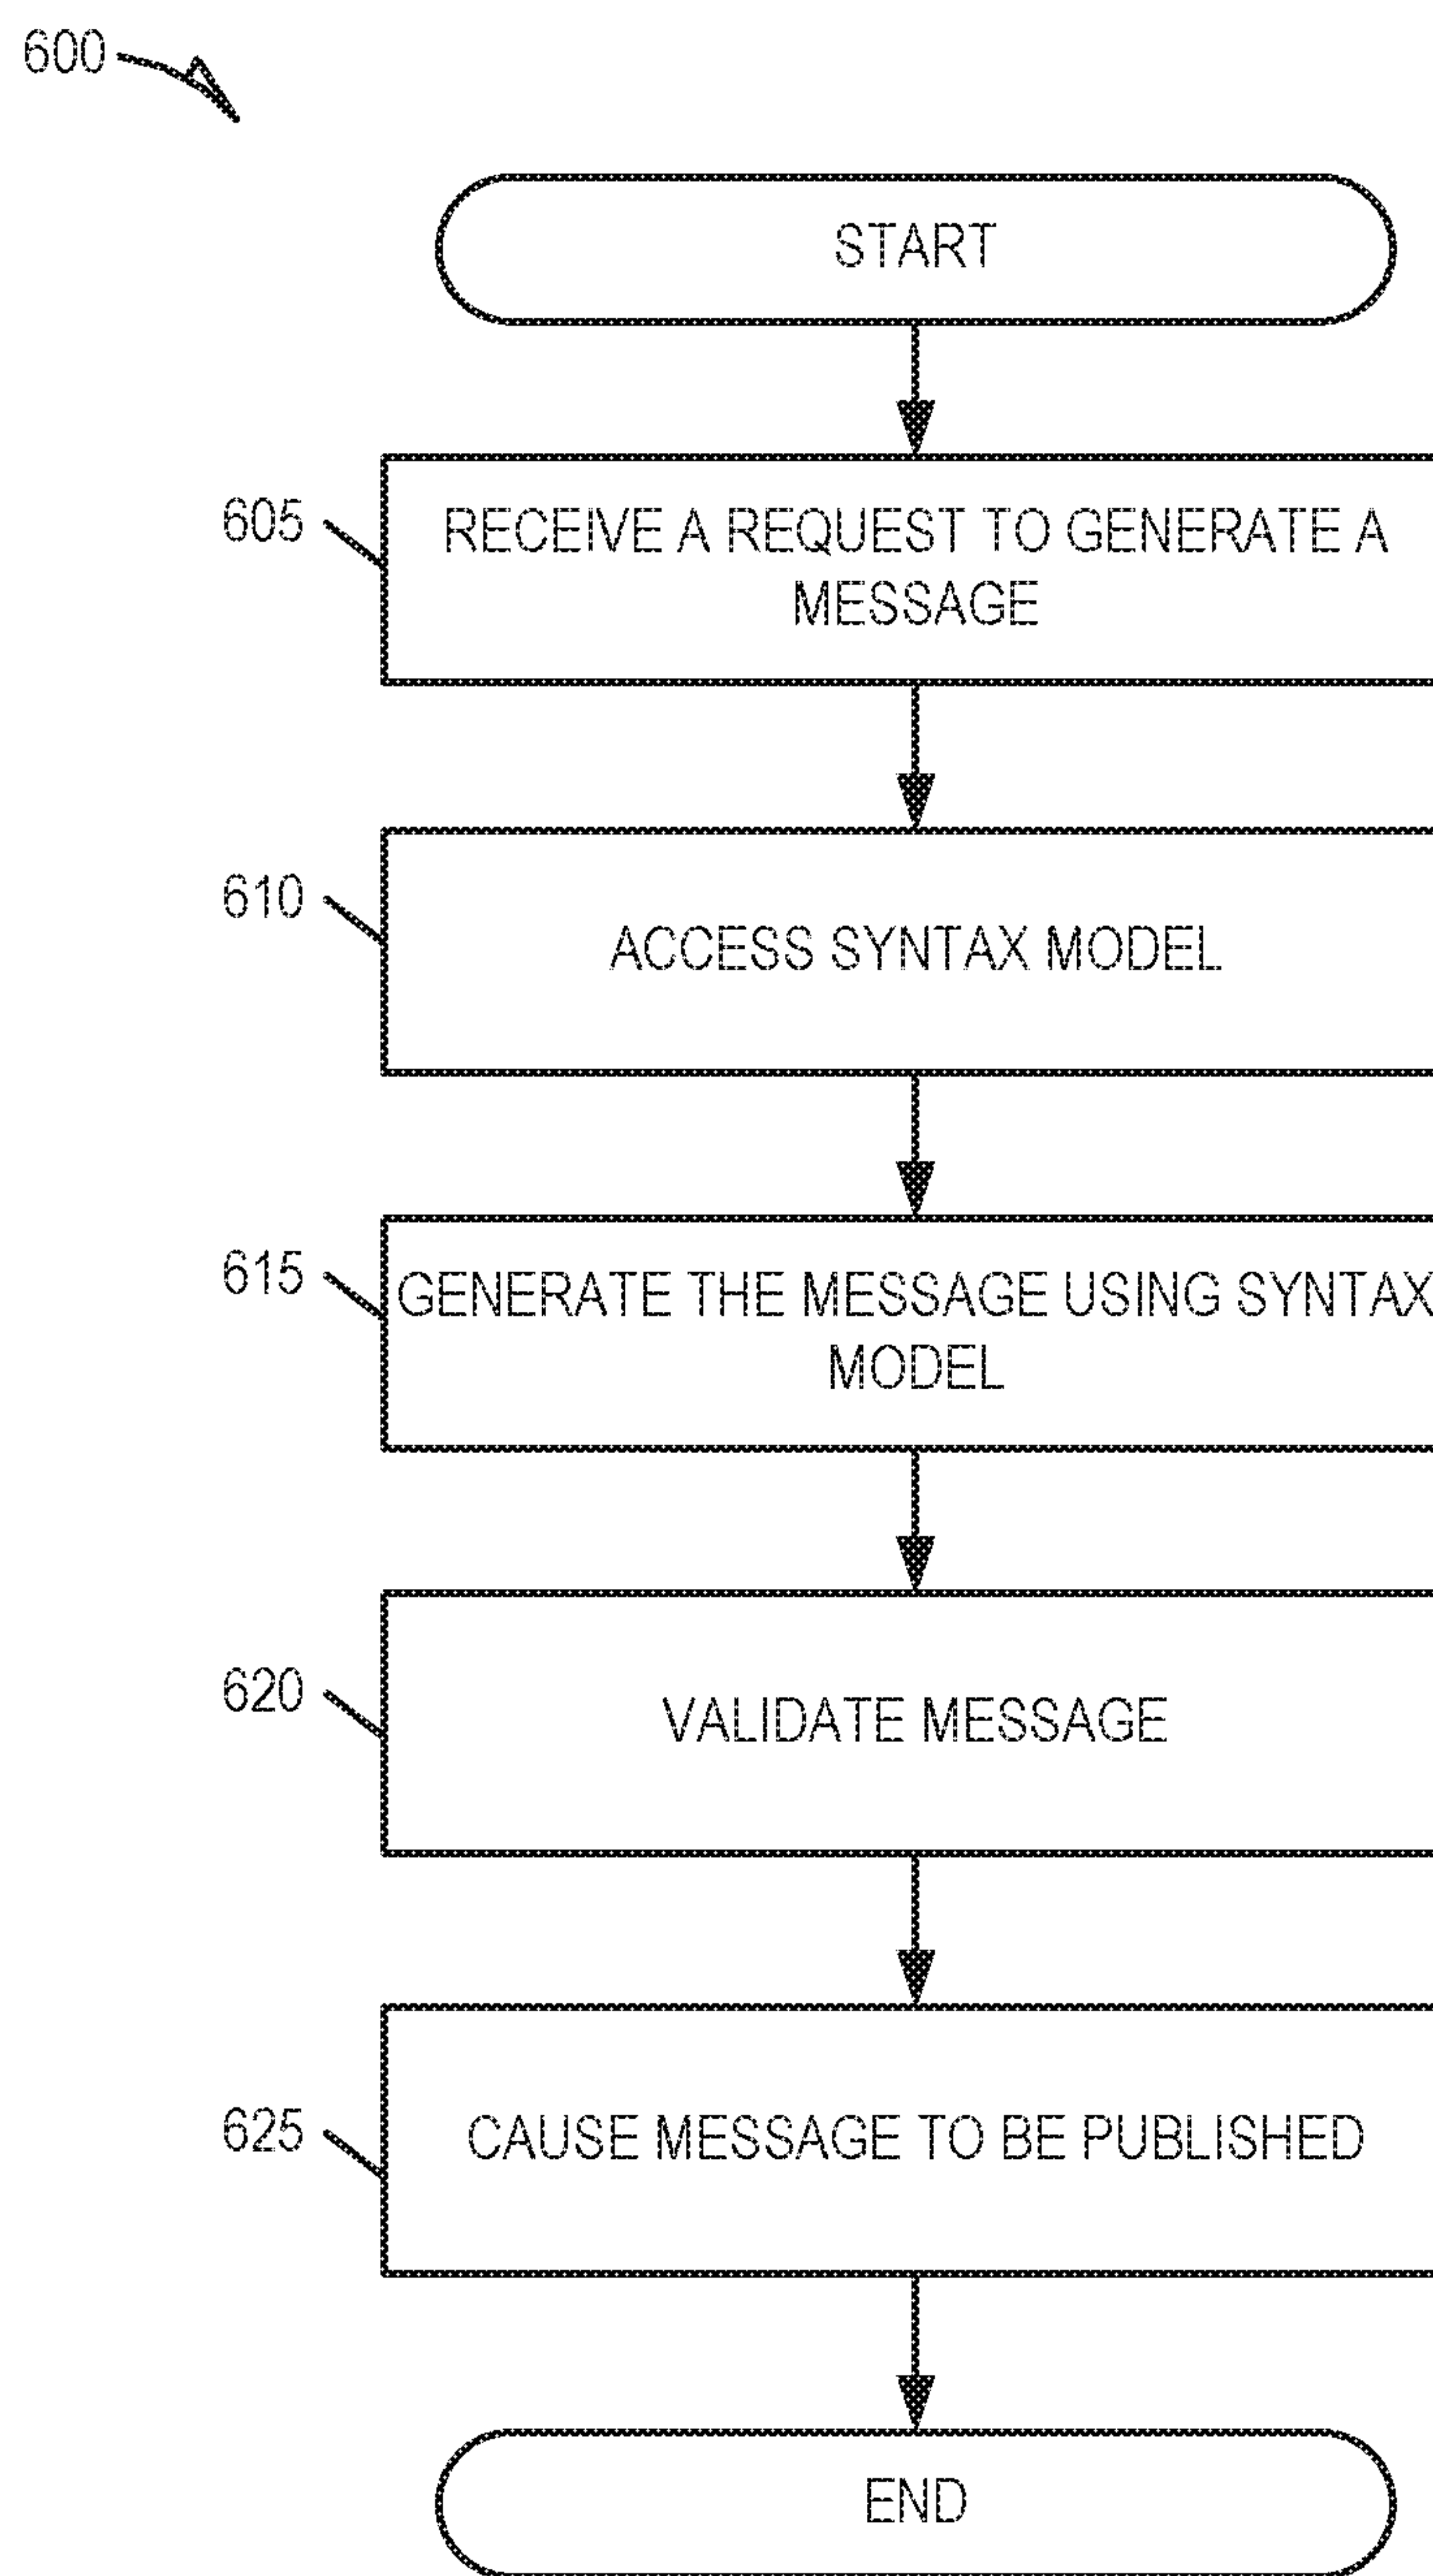 600
START
605
RECEIVE A REQUEST TO GENERATE A
MESSAGE
610
ACCESS SYNTAX MODEL
615
GENERATE THE MESSAGE USING SYNTAX
MODEL
620
VALIDATE MESSAGE
625
CAUSE MESSAGE TO BE PUBLISHED
END